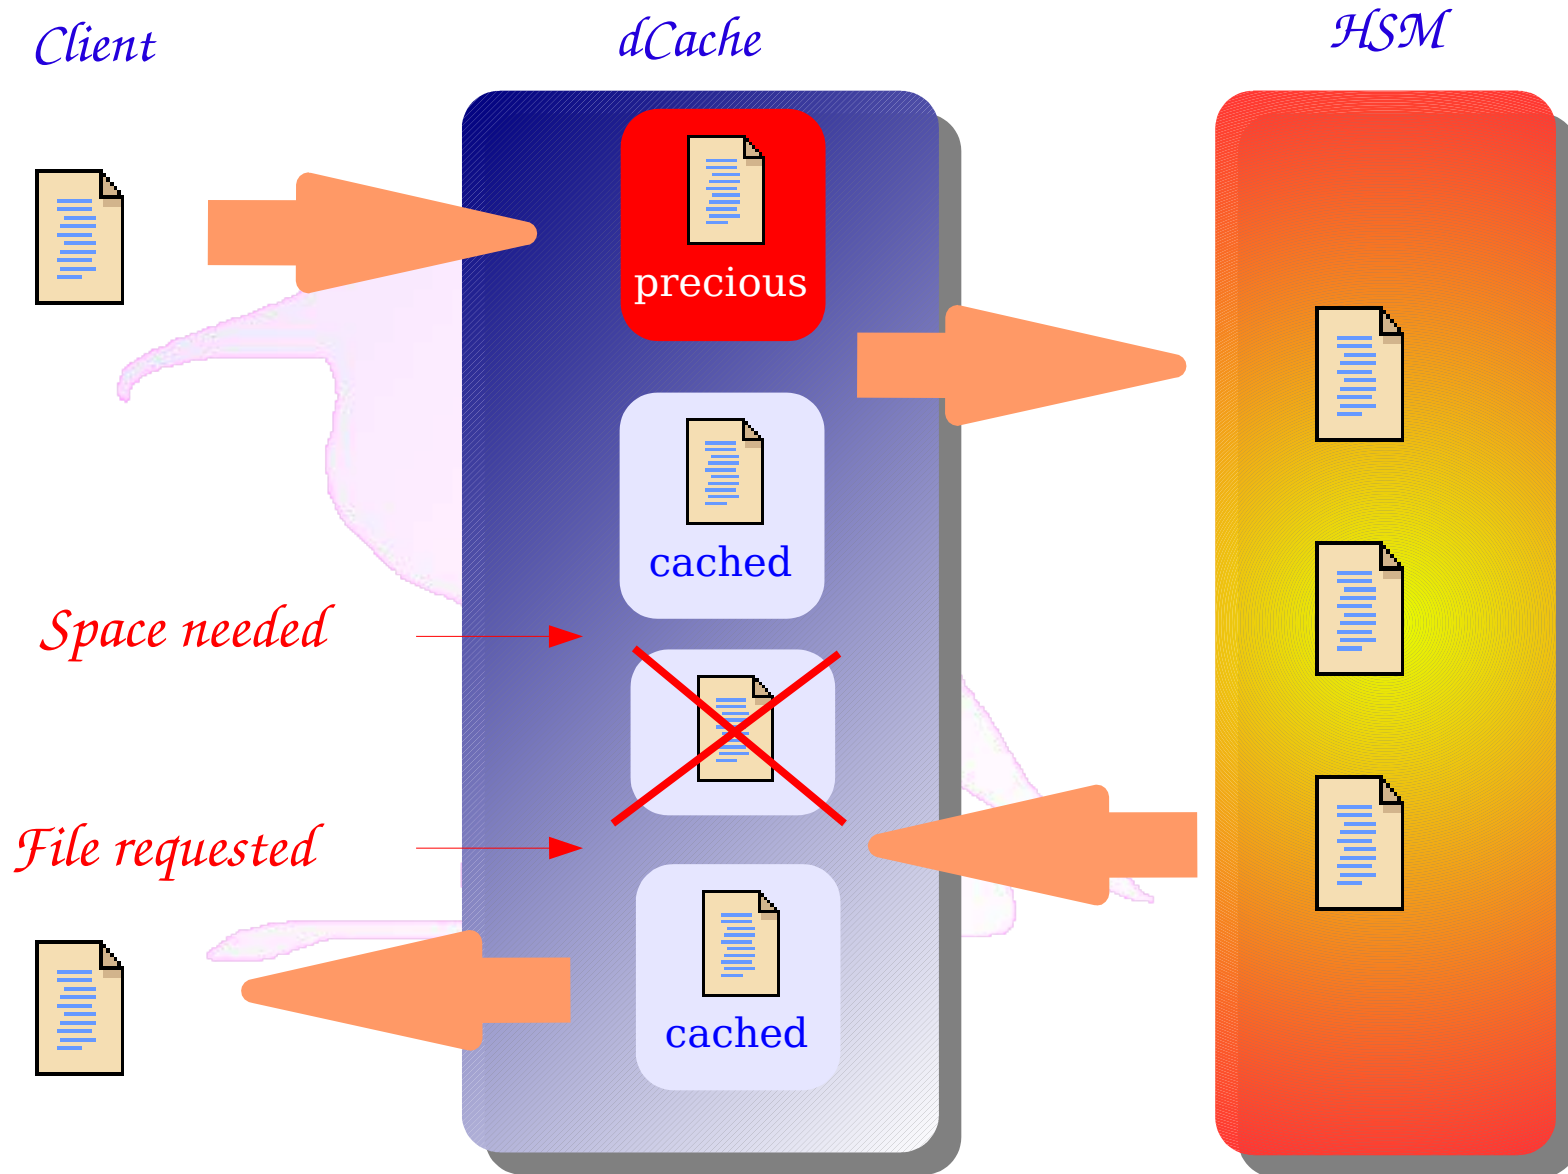 Client
dCache
HSM
precious
cached
Space needed
File requested
cached